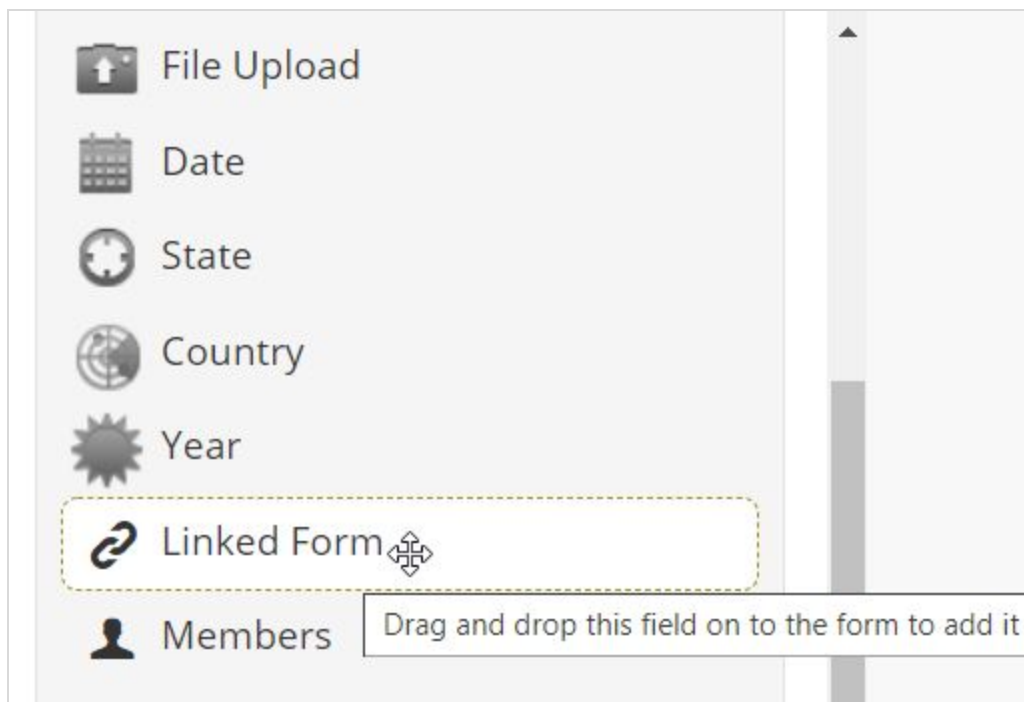 File Upload
Date
State
Country
Year
Linked Form
Members
Drag and drop this field on to the form to add it